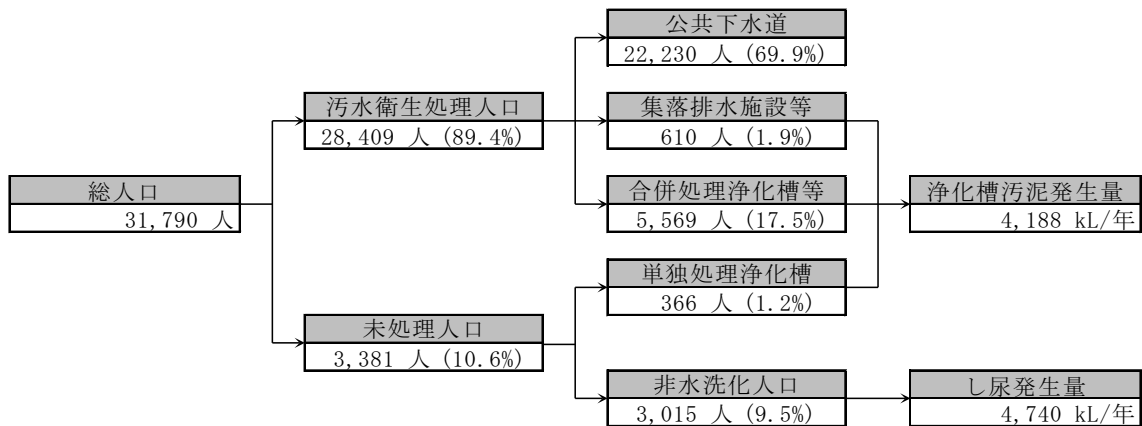 公共下水道
22,230 人 (69.9%)
汚水衛生処理人口
28,409 人 (89.4%)
集落排水施設等
610 人 (1.9%)
総人口
31,790 人
合併処理浄化槽等
5,569 人 (17.5%)
浄化槽汚泥発生量
4,188 kL/年
単独処理浄化槽
366 人 (1.2%)
未処理人口
3,381 人 (10.6%)
非水洗化人口
3,015 人 (9.5%)
し尿発生量
4,740 kL/年